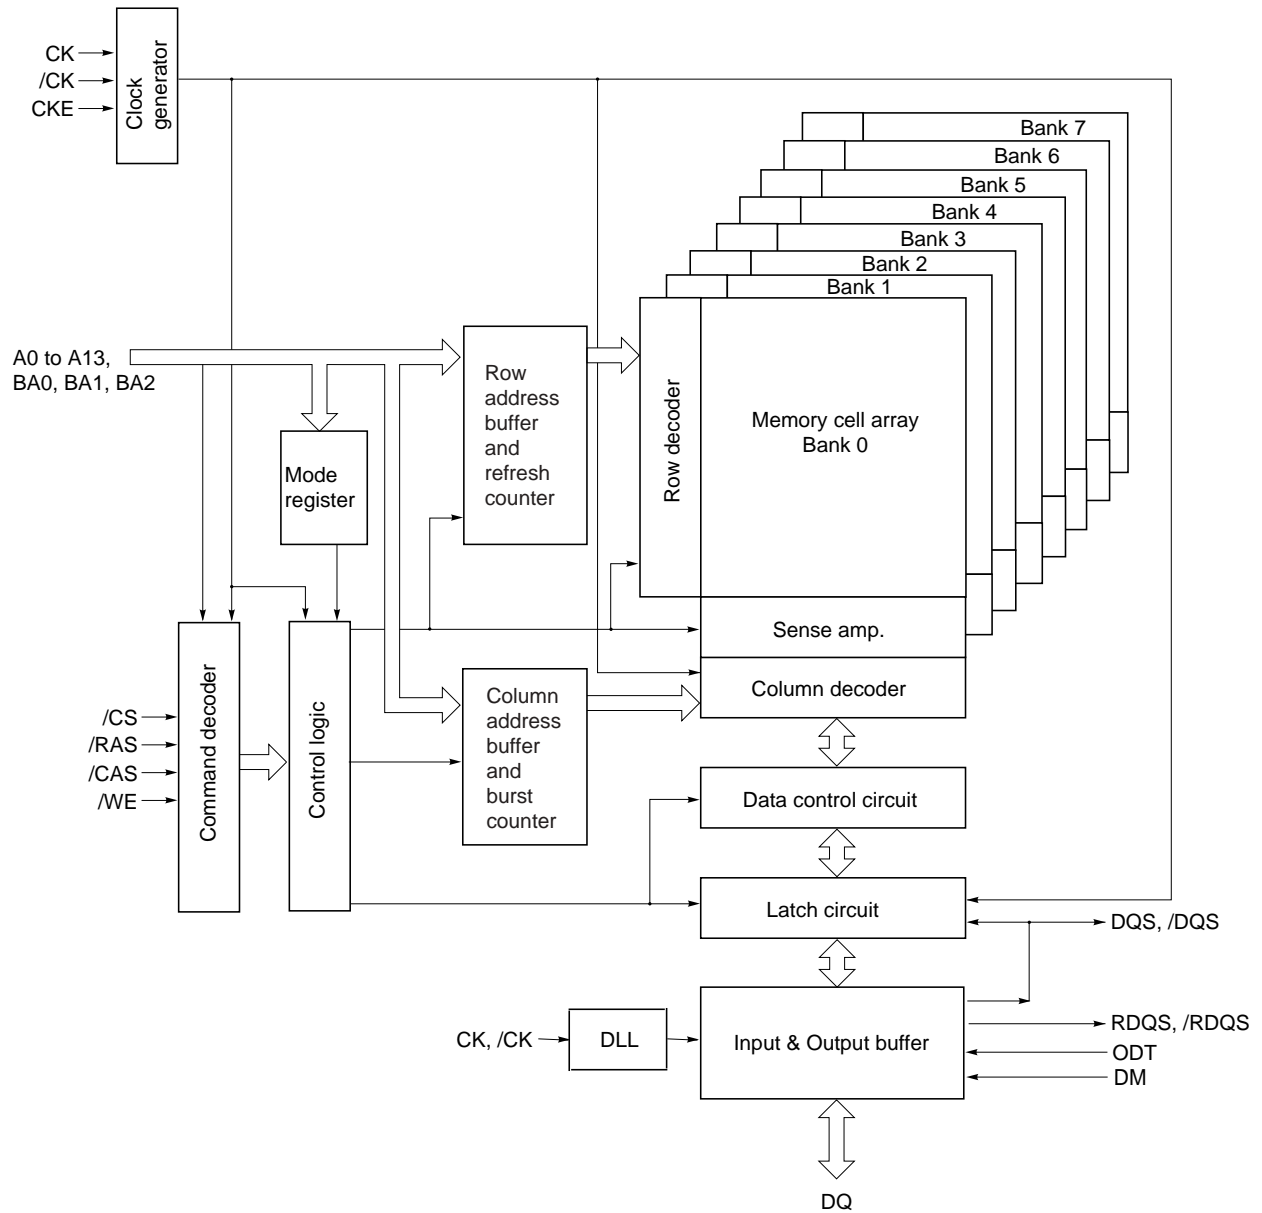 CK
/CK
CKE
Clock
generator
Bank 7
Bank 6
Bank 5
Bank 4
Bank 3
Bank 2
Bank 1
A0 to A13,
BA0, BA1, BA2
Mode
register
Row
address
buffer
and
refresh
counter
Row decoder
Memory cell array
Bank 0
Sense amp.
Column decoder
/CS
/RAS
/CAS
/WE
Command decoder
Control logic
Column
address
buffer
and
burst
counter
Data control circuit
Latch circuit
DQS, /DQS
CK, /CK
DLL
Input & Output buffer
RDQS, /RDQS
ODT
DM
DQ